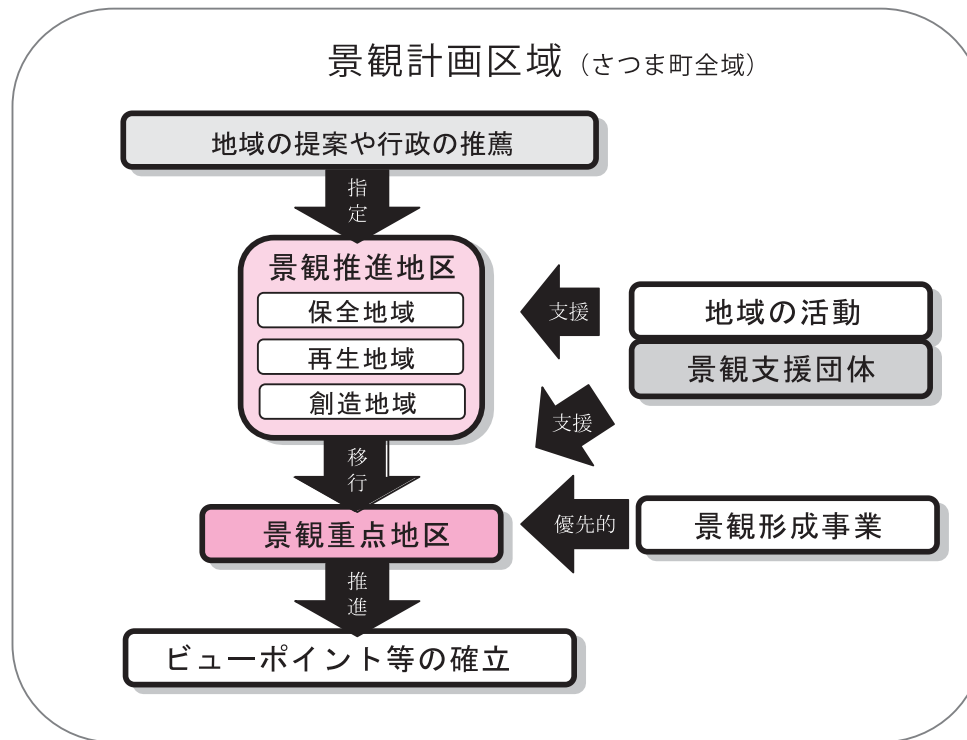 景観計画区域（さつま町全域）
地域の提案や行政の推薦
指定
景観推進地区
保全地域
再生地域
創造地域
支援
地域の活動
景観支援団体
支援
移行
景観重点地区
優先的
景観形成事業
推進
ビューポイント等の確立